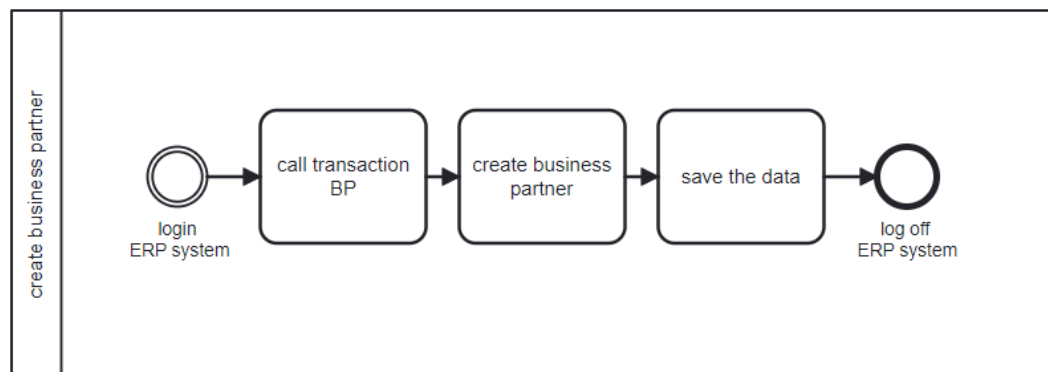 create business partner
login
ERP system
call transaction
BP
create business
partner
save the data
log off
ERP system